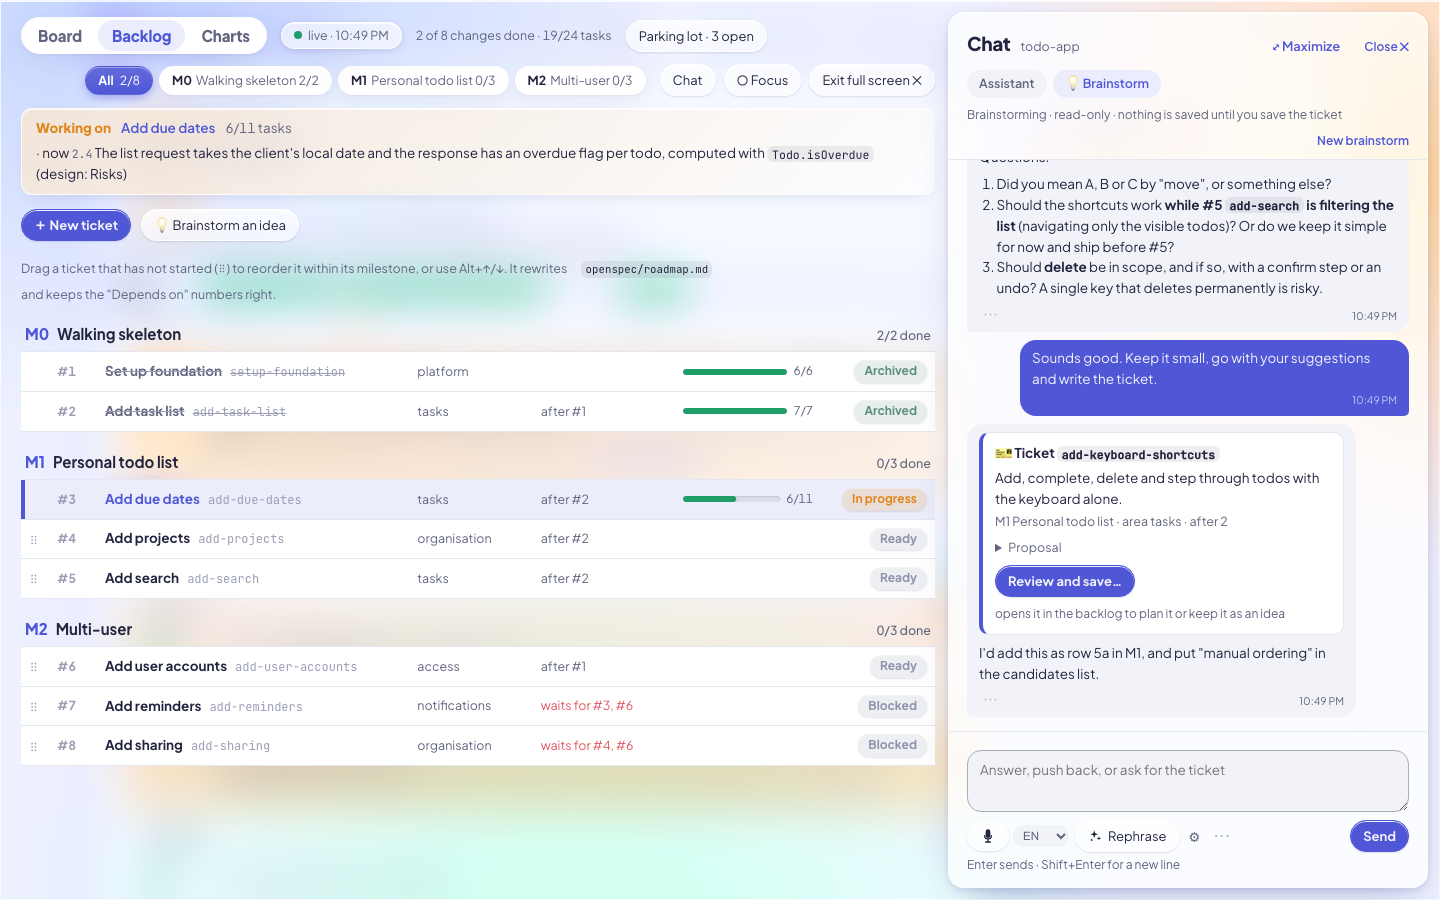 Board Backlog Charts live · 10:49 PM 2 of 8 changes done · 19/24 tasks Parking lot · 3 open
All 2/8 M0 Walking skeleton 2/2 M1 Personal todo list 0/3 M2 Multi-user 0/3 Chat Focus Exit full screen
Working on Add due dates 6/11 tasks
· now 2.4 The list request takes the client's local date and the response has an overdue flag per todo, computed with Todo.isOverdue
(design: Risks)
+ New ticket Brainstorm an idea
Drag a ticket that has not started (⠿) to reorder it within its milestone, or use Alt+↑/↓. It rewrites openspec/roadmap.md
and keeps the "Depends on" numbers right.
M0 Walking skeleton 2/2 done
#1 Set up foundation setup-foundation platform 6/6 Archived
#2 Add task list add-task-list tasks after #1 7/7 Archived
M1 Personal todo list 0/3 done
#3 Add due dates add-due-dates tasks after #2 6/11 In progress
#4 Add projects add-projects organisation after #2 Ready
#5 Add search add-search tasks after #2 Ready
M2 Multi-user 0/3 done
#6 Add user accounts add-user-accounts access after #1 Ready
#7 Add reminders add-reminders notifications waits for #3, #6 Blocked
#8 Add sharing add-sharing organisation waits for #4, #6 Blocked
Chat todo-app Maximize Close
Assistant Brainstorm
Brainstorming · read-only · nothing is saved until you save the ticket
New brainstorm
Questions:
1. Did you mean A, B or C by "move", or something else?
2. Should the shortcuts work while #5 add-search is filtering the
list (navigating only the visible todos)? Or do we keep it simple
for now and ship before #5?
3. Should delete be in scope, and if so, with a confirm step or an
undo? A single key that deletes permanently is risky.
··· 10:49 PM
Sounds good. Keep it small, go with your suggestions
and write the ticket.
10:49 PM
Ticket add-keyboard-shortcuts
Add, complete, delete and step through todos with
the keyboard alone.
M1 Personal todo list · area tasks · after 2
Proposal
Review and save…
opens it in the backlog to plan it or keep it as an idea
I'd add this as row 5a in M1, and put "manual ordering" in
the candidates list.
··· 10:49 PM
Answer, push back, or ask for the ticket
EN Rephrase ··· Send
Enter sends · Shift+Enter for a new line